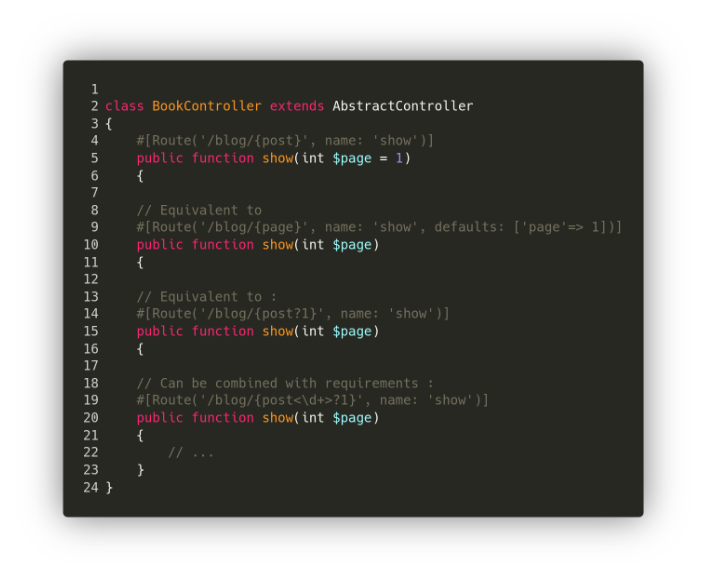 1
2 class BookController extends AbstractController
3 {
4     #[Route('/blog/{post}', name: 'show')]
5     public function show(int $page = 1)
6     {
7
8     // Equivalent to
9     #[Route('/blog/{page}', name: 'show', defaults: ['page'=> 1])]
10     public function show(int $page)
11     {
12
13     // Equivalent to :
14     #[Route('/blog/{post?1}', name: 'show')]
15     public function show(int $page)
16     {
17
18     // Can be combined with requirements :
19     #[Route('/blog/{post<\d+>?1}', name: 'show')]
20     public function show(int $page)
21     {
22         // ...
23     }
24 }